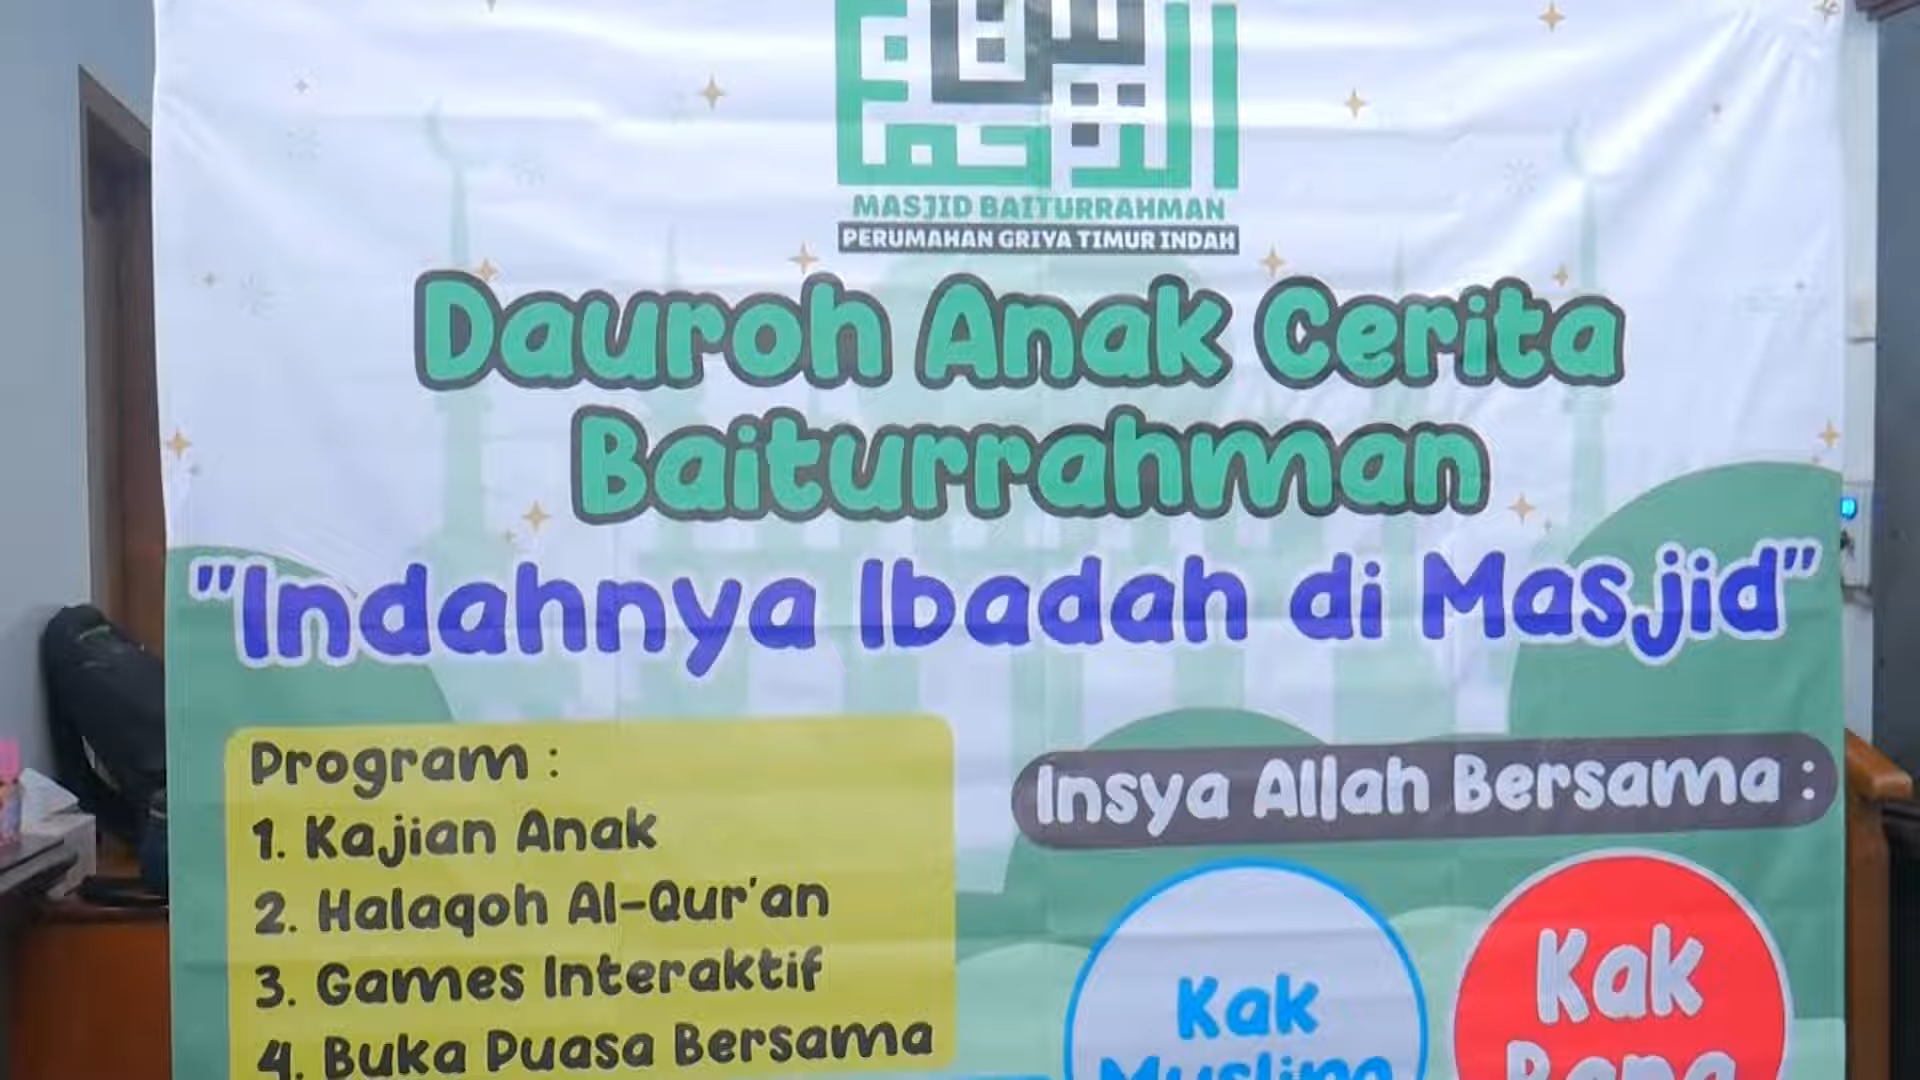 MASJID BAITURRAHMAN
PERUMAHAN GRIYA TIMUR INDAH
Dauroh Anak Cerita
Baiturrahman
"Indahnya Ibadah di Masjid"
Program :
1. Kajian Anak
2. Halaqoh Al-Qur'an
3. Games Interaktif
4. Buka Puasa Bersama
Insya Allah Bersama :
Kak
Kak